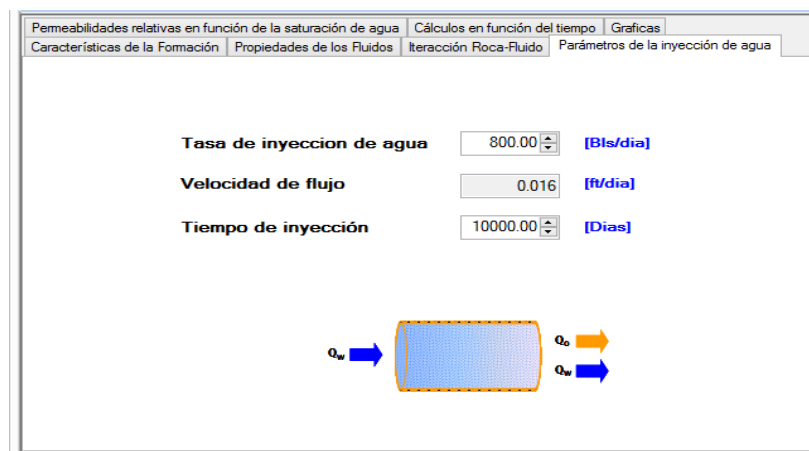 Permeabilidades relativas en función de la saturación de agua Cálculos en función del tiempo Graficas
Características de la Formación Propiedades de los Fluidos Iteracción Roca-Fluido Parámetros de la inyección de agua
Tasa de inyeccion de agua 800.00 [Bls/dia]
Velocidad de flujo 0.016 [ft/dia]
Tiempo de inyección 10000.00 [Dias]
Qw Qo
Qw